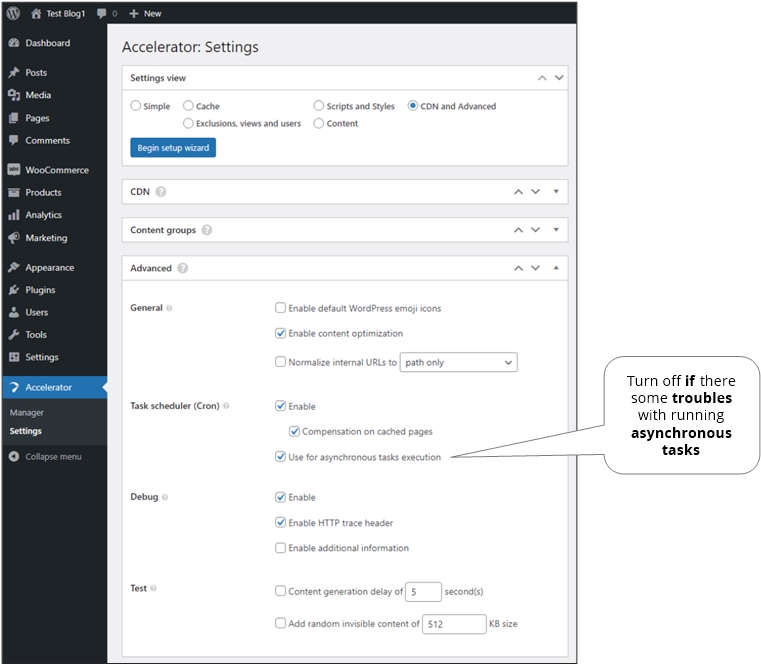 Test Blog1 0 New
Dashboard
Posts
Media
Pages
Comments
WooCommerce
Products
Analytics
Marketing
Appearance
Plugins
Users
Tools
Settings
Accelerator
Manager
Settings
Collapse menu
Accelerator: Settings
Settings view
Simple Cache Scripts and Styles CDN and Advanced
Exclusions, views and users Content
Begin setup wizard
CDN ?
Content groups ?
Advanced ?
General ? Enable default WordPress emoji icons
Enable content optimization
Normalize internal URLs to path only
Task scheduler (Cron) ? Enable
Compensation on cached pages
Use for asynchronous tasks execution
Debug ? Enable
Enable HTTP trace header
Enable additional information
Test ? Content generation delay of 5 second(s)
Add random invisible content of 512 KB size
Turn off if there
some troubles
with running
asynchronous
tasks